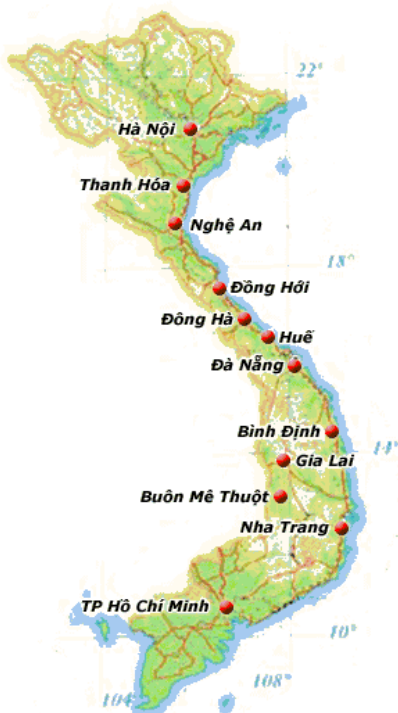 22°
Hà Nội
Thanh Hóa
Nghệ An
18°
Đồng Hới
Đông Hà
Huế
Đà Nẵng
Bình Định
14°
Gia Lai
Buôn Mê Thuột
Nha Trang
TP Hồ Chí Minh
10°
108°
104°